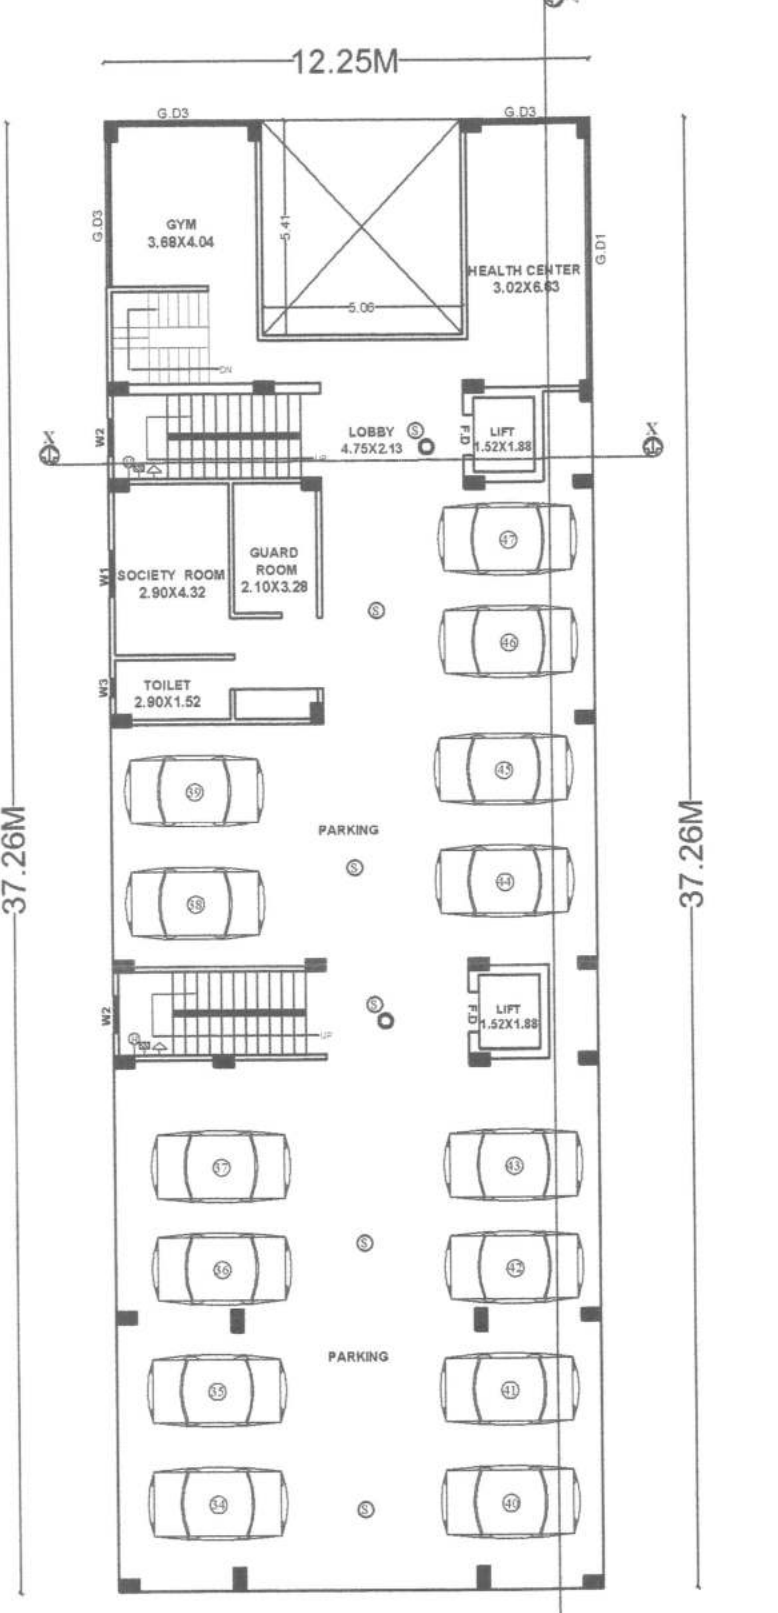 12.25M
G.D3
G.D3
G.D3
GYM
3.68X4.04
5.41
5.06
G.D1
HEALTH CENTER
3.02X6.63
DN
W2
X
LOBBY
4.75X2.13
S
UP
H
F.D
LIFT
1.52X1.88
X
47
W1
SOCIETY ROOM
2.90X4.32
GUARD
ROOM
2.10X3.28
S
46
W3
TOILET
2.90X1.52
39
45
PARKING
37.26M
37.26M
S
38
44
W2
S
UP
H
F.D
LIFT
1.52X1.88
37
43
S
36
42
PARKING
35
41
34
S
40